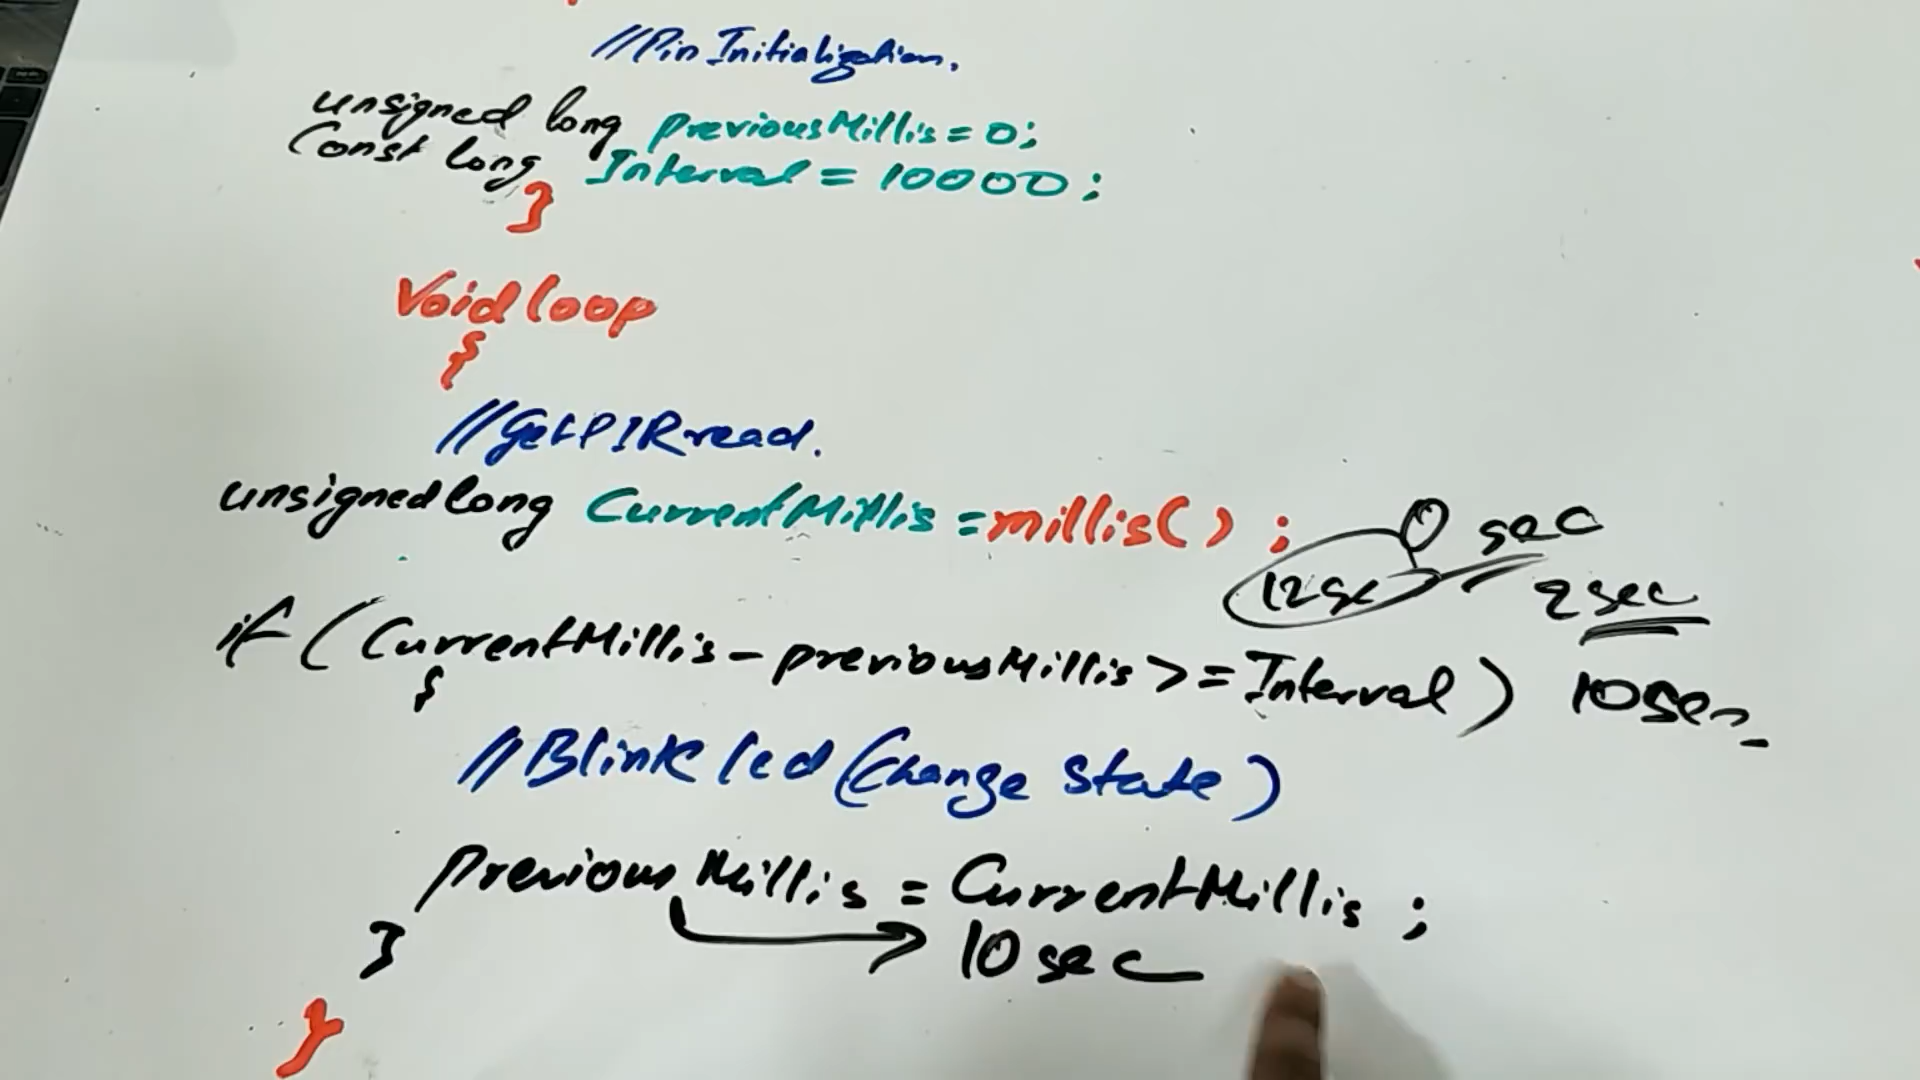 //Pin Initialization.
unsigned long previousMillis = 0;
Const long Interval = 10000;
}
Void loop
{
//Get PIR read.
unsigned long CurrentMillis = millis() ;
0 sec
12 sec
2 sec
if ( CurrentMillis - previousMillis >= Interval ) 10 sec
{
//Blink led (Change State)
previousMillis = CurrentMillis ;
10 sec
}
}